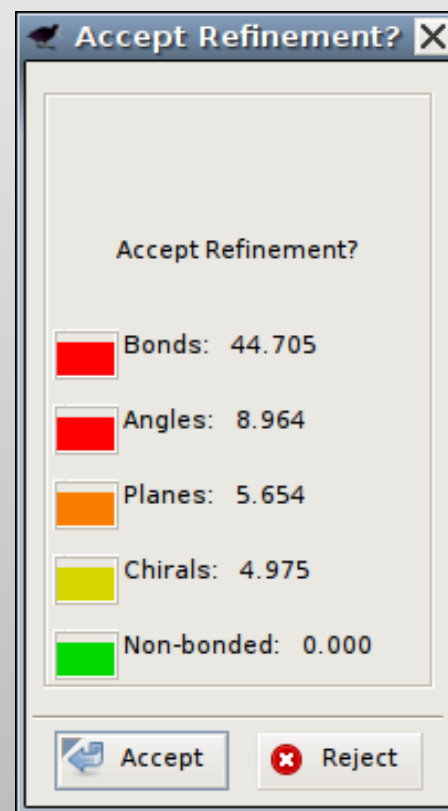 Accept Refinement?
Accept Refinement?
Bonds: 44.705
Angles: 8.964
Planes: 5.654
Chirals: 4.975
Non-bonded: 0.000
Accept Reject